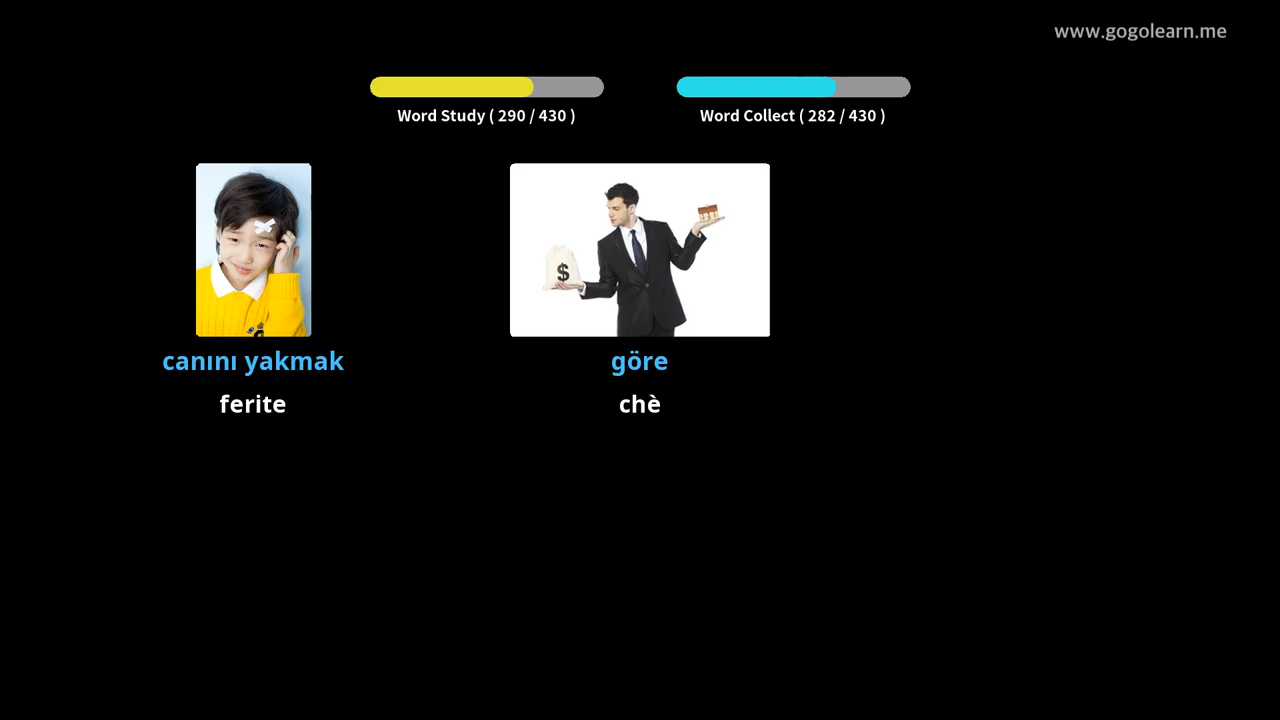 www.gogolearn.me
Word Study ( 290 / 430 )
Word Collect ( 282 / 430 )
$
canını yakmak
göre
ferite
chè